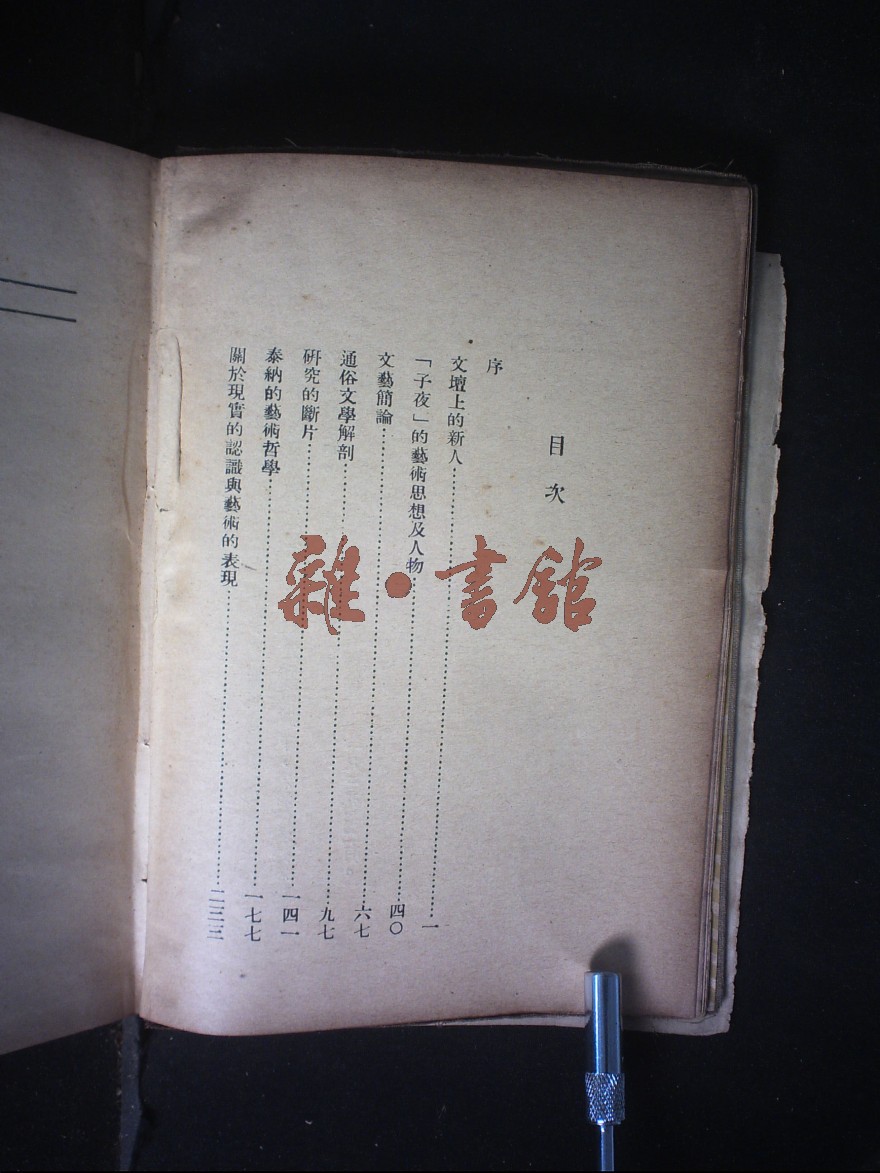 目次
序
文壇上的新人……一
「子夜」的藝術思想及人物……四〇
文藝簡論……六七
通俗文學解剖……九七
研究的斷片……一四一
泰納的藝術哲學……一七七
關於現實的認識與藝術的表現……二三三
雜·書館